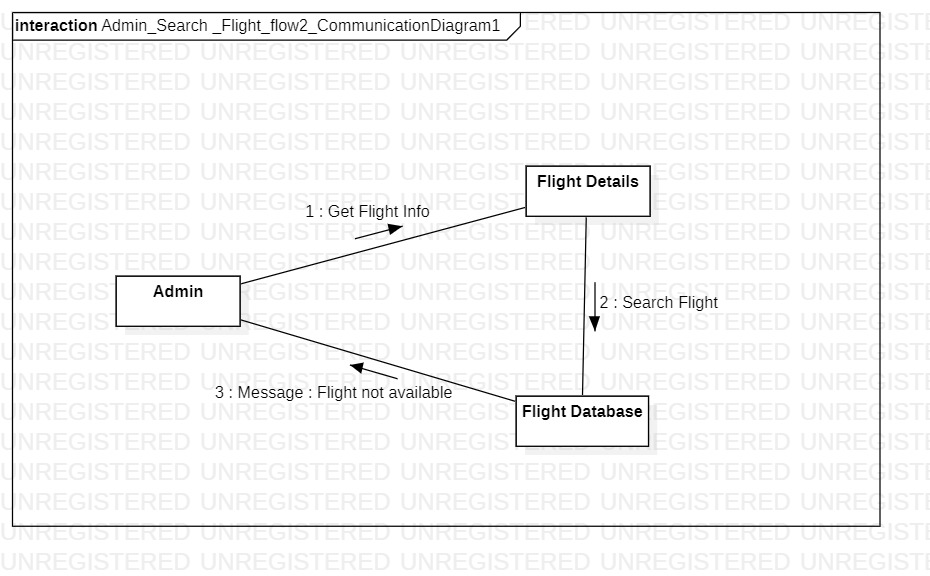 interaction Admin_Search _Flight_flow2_CommunicationDiagram1
Flight Details
1 : Get Flight Info
Admin
2 : Search Flight
3 : Message : Flight not available
Flight Database
UNREGISTERED UNREGISTERED UNREGISTERED UNREGISTERED UNREGISTERED